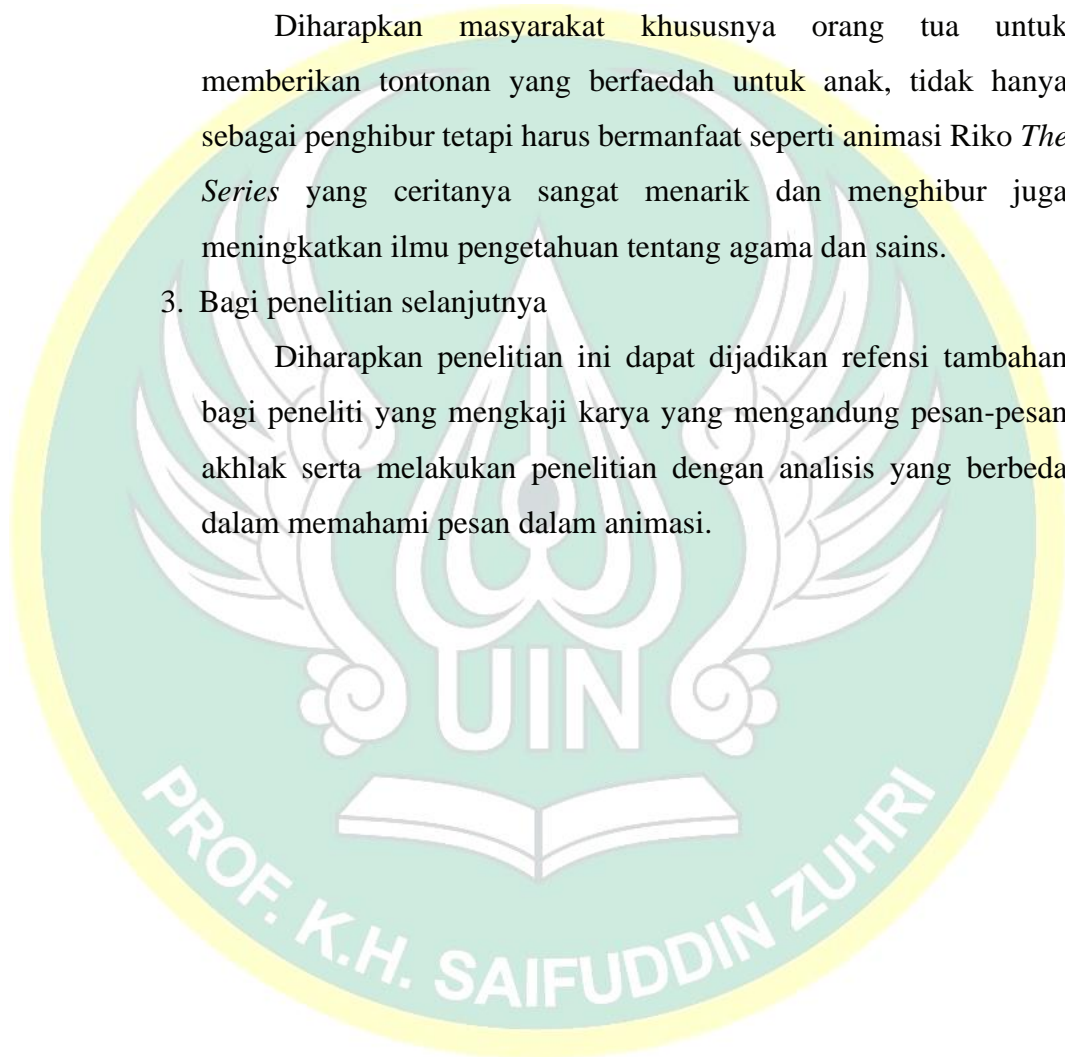 Diharapkan masyarakat khususnya orang tua untuk
memberikan tontonan yang berfaedah untuk anak, tidak hanya
sebagai penghibur tetapi harus bermanfaat seperti animasi Riko The
Series yang ceritanya sangat menarik dan menghibur juga
meningkatkan ilmu pengetahuan tentang agama dan sains.
3. Bagi penelitian selanjutnya
Diharapkan penelitian ini dapat dijadikan refensi tambahan
bagi peneliti yang mengkaji karya yang mengandung pesan-pesan
akhlak serta melakukan penelitian dengan analisis yang berbeda
dalam memahami pesan dalam animasi.
UIN
PROF. K.H. SAIFUDDIN ZUHRI